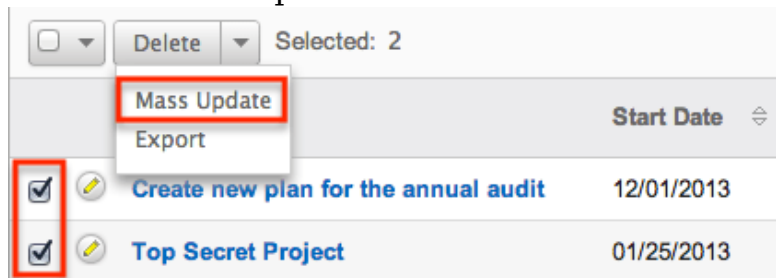 Delete Selected: 2
Mass Update
Export
Start Date
Create new plan for the annual audit 12/01/2013
Top Secret Project 01/25/2013